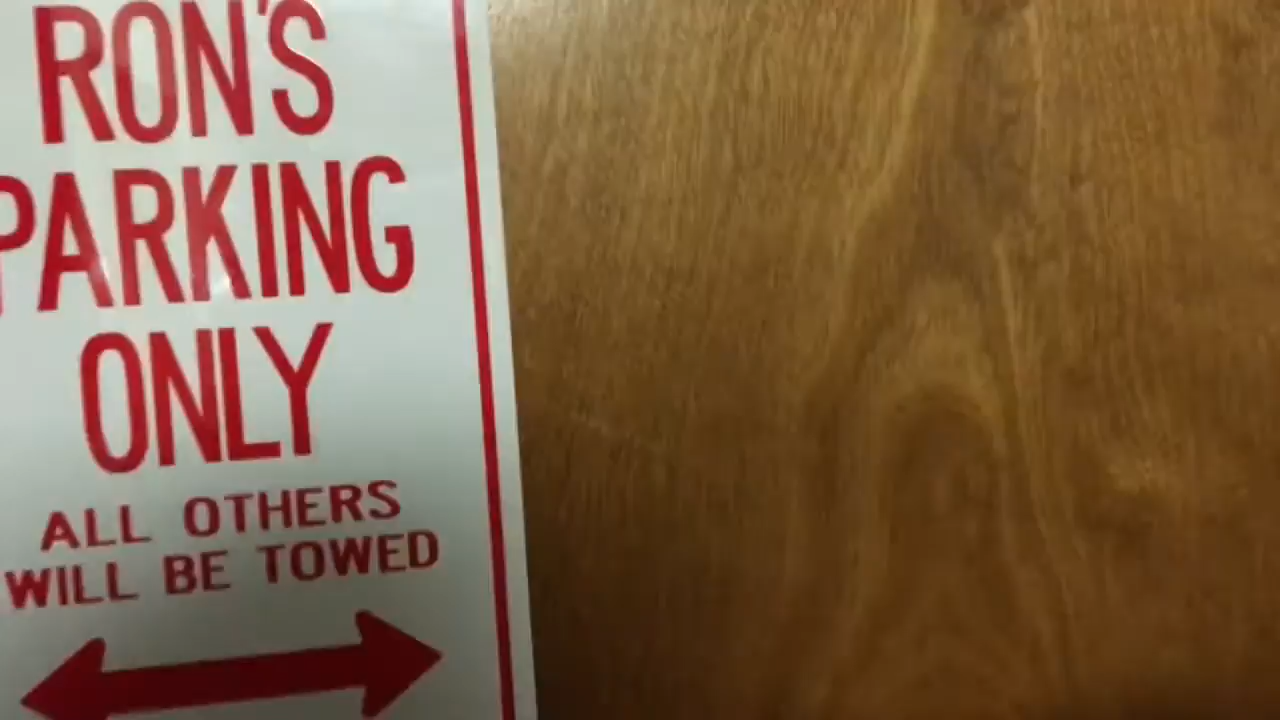 RON'S
PARKING
ONLY
ALL OTHERS
WILL BE TOWED